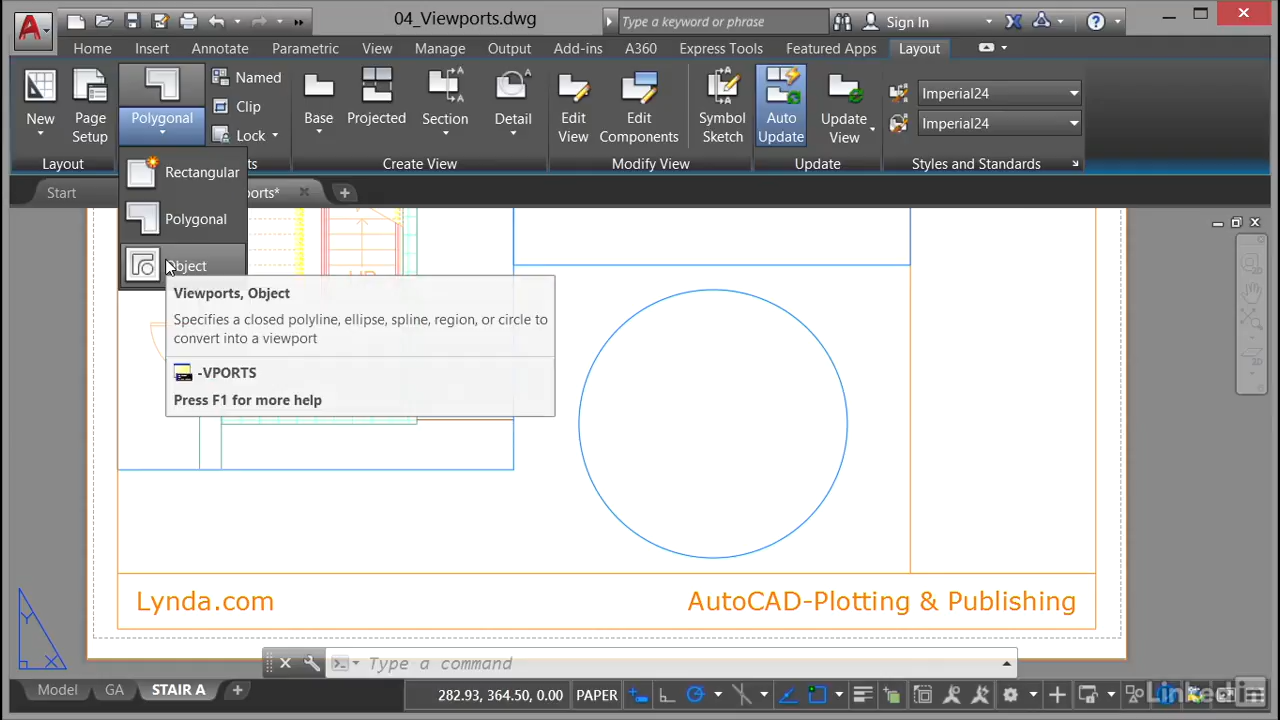 04_Viewports.dwg
Type a keyword or phrase
Sign In
Home Insert Annotate Parametric View Manage Output Add-ins A360 Express Tools Featured Apps Layout
New
Page Setup
Polygonal
Named
Clip
Lock
Base
Projected
Section
Detail
Edit View
Edit Components
Symbol Sketch
Auto Update
Update View
Imperial24
Imperial24
Layout
Create View
Modify View
Update
Styles and Standards
Start
Rectangular
Polygonal
Object
Viewports, Object
Specifies a closed polyline, ellipse, spline, region, or circle to
convert into a viewport
-VPORTS
Press F1 for more help
Lynda.com
AutoCAD-Plotting & Publishing
Y
X
Type a command
Model GA STAIR A
282.93, 364.50, 0.00 PAPER
LinkedIn